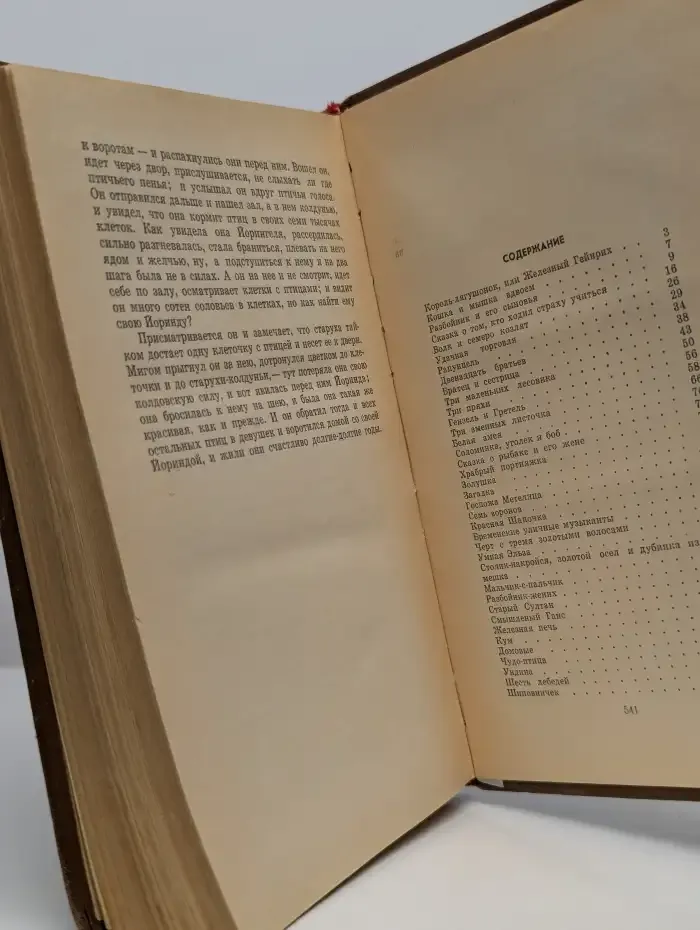 к воротам — и распахнулись они перед ним. Вошел он,
идет через двор, прислушивается, не слыхать ли где
птичьего пенья; и услышал он вдруг птичьи голоса.
Он отправился дальше и нашел зал, а в нем колдунью,
и увидел, что она кормит птиц в своих семи тысячах
клеток. Как увидела она Йорингеля, рассердилась,
сильно разгневалась, стала браниться, плевать на него
ядом и желчью, ну, а подступиться к нему и на два
шага была не в силах. А он на нее и не смотрит, идет
себе по залу, осматривает клетки с птицами; и видит
он много сотен соловьев в клетках, но как найти ему
свою Йоринду?
Присматривается он и замечает, что старуха тай-
ком достает одну клеточку с птицей и несет ее к двери.
Мигом прыгнул он за нею, дотронулся цветком до кле-
точки и до старухи-колдуньи,— тут потеряла она свою
колдовскую силу, и вот явилась перед ним Йоринда;
она бросилась к нему на шею, и была она такая же
красивая, как и прежде. И он обратил тогда и всех
остальных птиц в девушек и воротился домой со своей
Йориндой, и жили они счастливо долгие-долгие годы.
СОДЕРЖАНИЕ
Король-лягушонок, или Железный Гейнрих . . 3
Кошка и мышка вдвоем . . . 7
Разбойник и его сыновья . . . 9
Сказка о том, кто ходил страху учиться . . 16
Волк и семеро козлят . . . 26
Удачная торговля . . . 29
Рапунцель . . . 34
Двенадцать братьев . . . 38
Братец и сестрица . . . 43
Три маленьких лесовика . . . 50
Три пряхи . . . 56
Гензель и Гретель . . . 58
Три змеиных листочка . . .
Белая змея . . .
Соломинка, уголек и боб . . .
Сказка о рыбаке и его жене . . .
Храбрый портняжка . . .
Золушка . . .
Загадка . . .
Госпожа Метелица . . .
Семь воронов . . .
Красная Шапочка . . .
Бременские уличные музыканты . . .
Черт с тремя золотыми волосами . . .
Умная Эльза . . .
Столик-накройся, золотой осел и дубинка из
мешка . . .
Мальчик-с-пальчик . . .
Разбойник-жених . . .
Старый Султан . . .
Смышленый Ганс . . .
Железная печь . . .
Кум . . .
Домовые . . .
Чудо-птица . . .
Ундина . . .
Шесть лебедей . . .
Шиповничек . . .
541